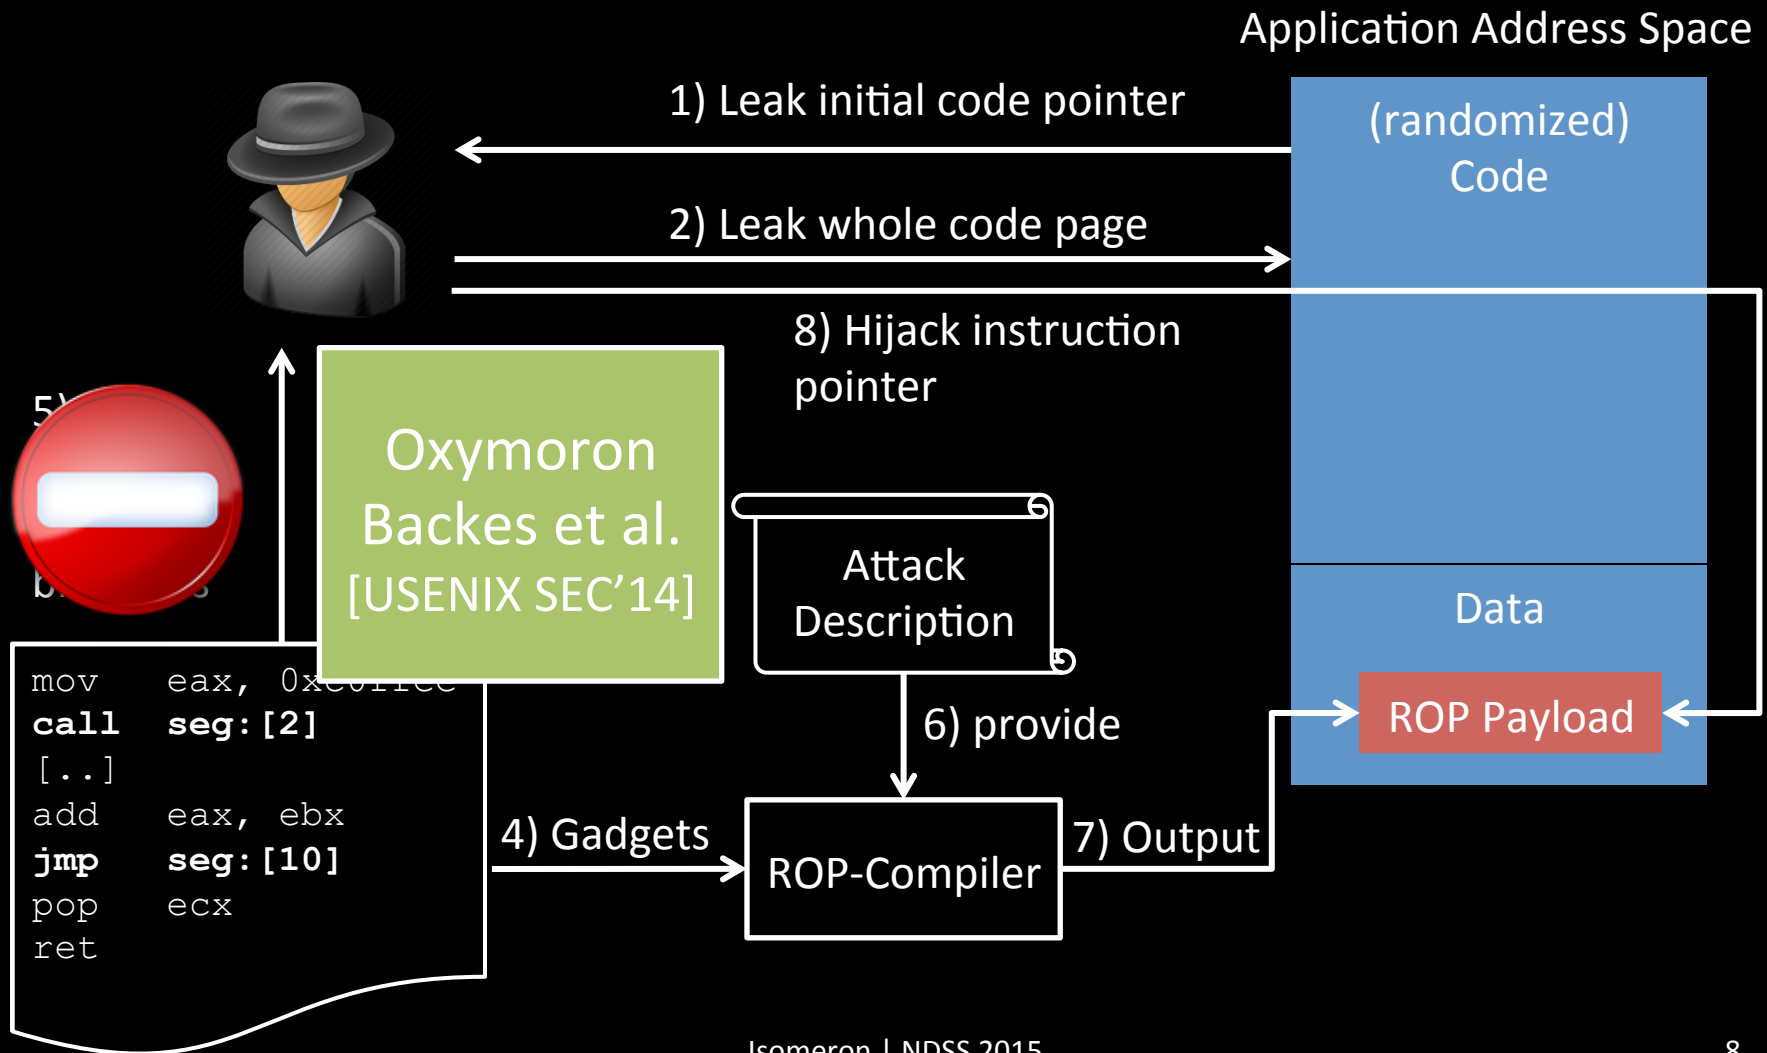 Application Address Space
1) Leak initial code pointer
(randomized)
Code
2) Leak whole code page
8) Hijack instruction
pointer
5)
Oxymoron
Backes et al.
[USENIX SEC'14]
Attack
Description
Data
mov eax,
call seg:[2]
[..]
add eax, ebx
jmp seg:[10]
pop ecx
ret
6) provide
ROP Payload
4) Gadgets
ROP-Compiler
7) Output
Isomeron | NDSS 2015
8